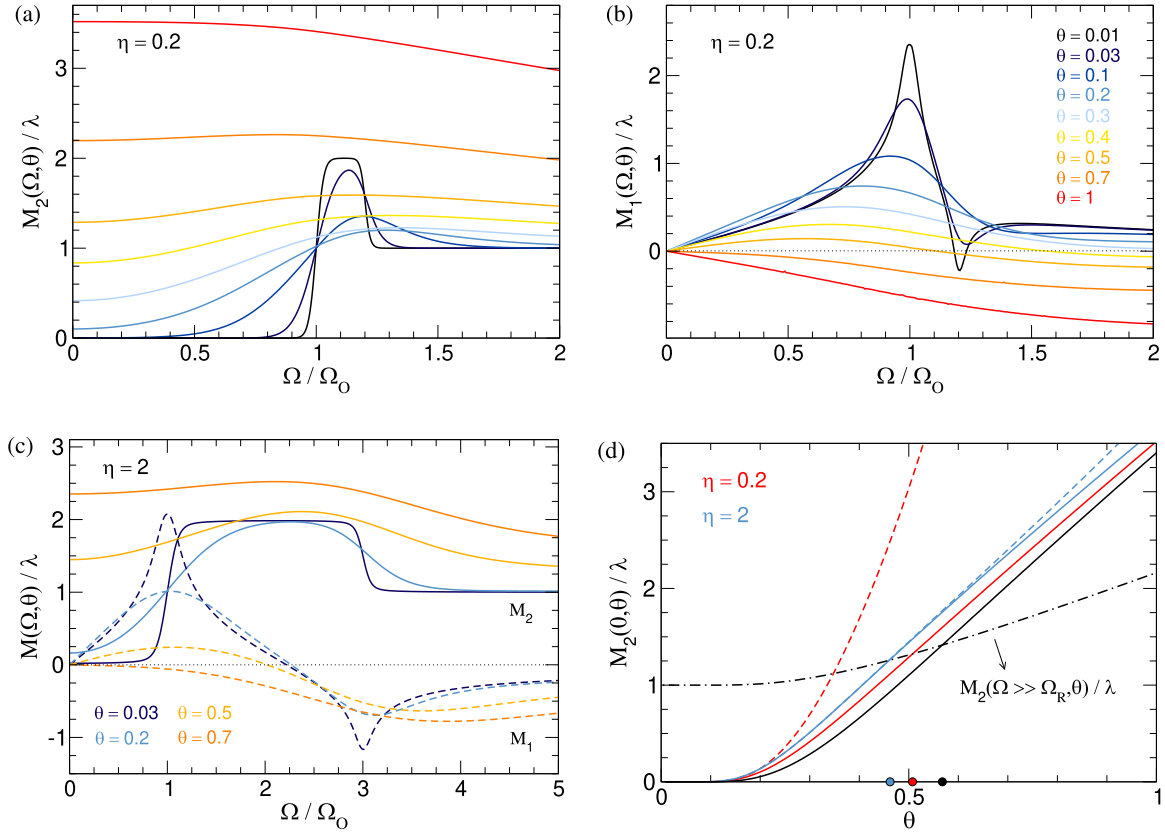 (a)
η = 0.2
M₂(Ω,θ) / λ
3
2
1
0
0
0.5
1
1.5
2
Ω / Ω_O
(b)
η = 0.2
θ = 0.01
θ = 0.03
θ = 0.1
θ = 0.2
θ = 0.3
θ = 0.4
θ = 0.5
θ = 0.7
θ = 1
M₁(Ω,θ) / λ
2
1
0
0
0.5
1
1.5
2
Ω / Ω_O
(c)
η = 2
M(Ω,θ) / λ
3
2
1
0
-1
M₂
M₁
θ = 0.03
θ = 0.5
θ = 0.2
θ = 0.7
0
1
2
3
4
5
Ω / Ω_O
(d)
η = 0.2
η = 2
M₂(0,θ) / λ
3
2
1
0
M₂(Ω >> Ω_R,θ) / λ
0
0.5
1
θ